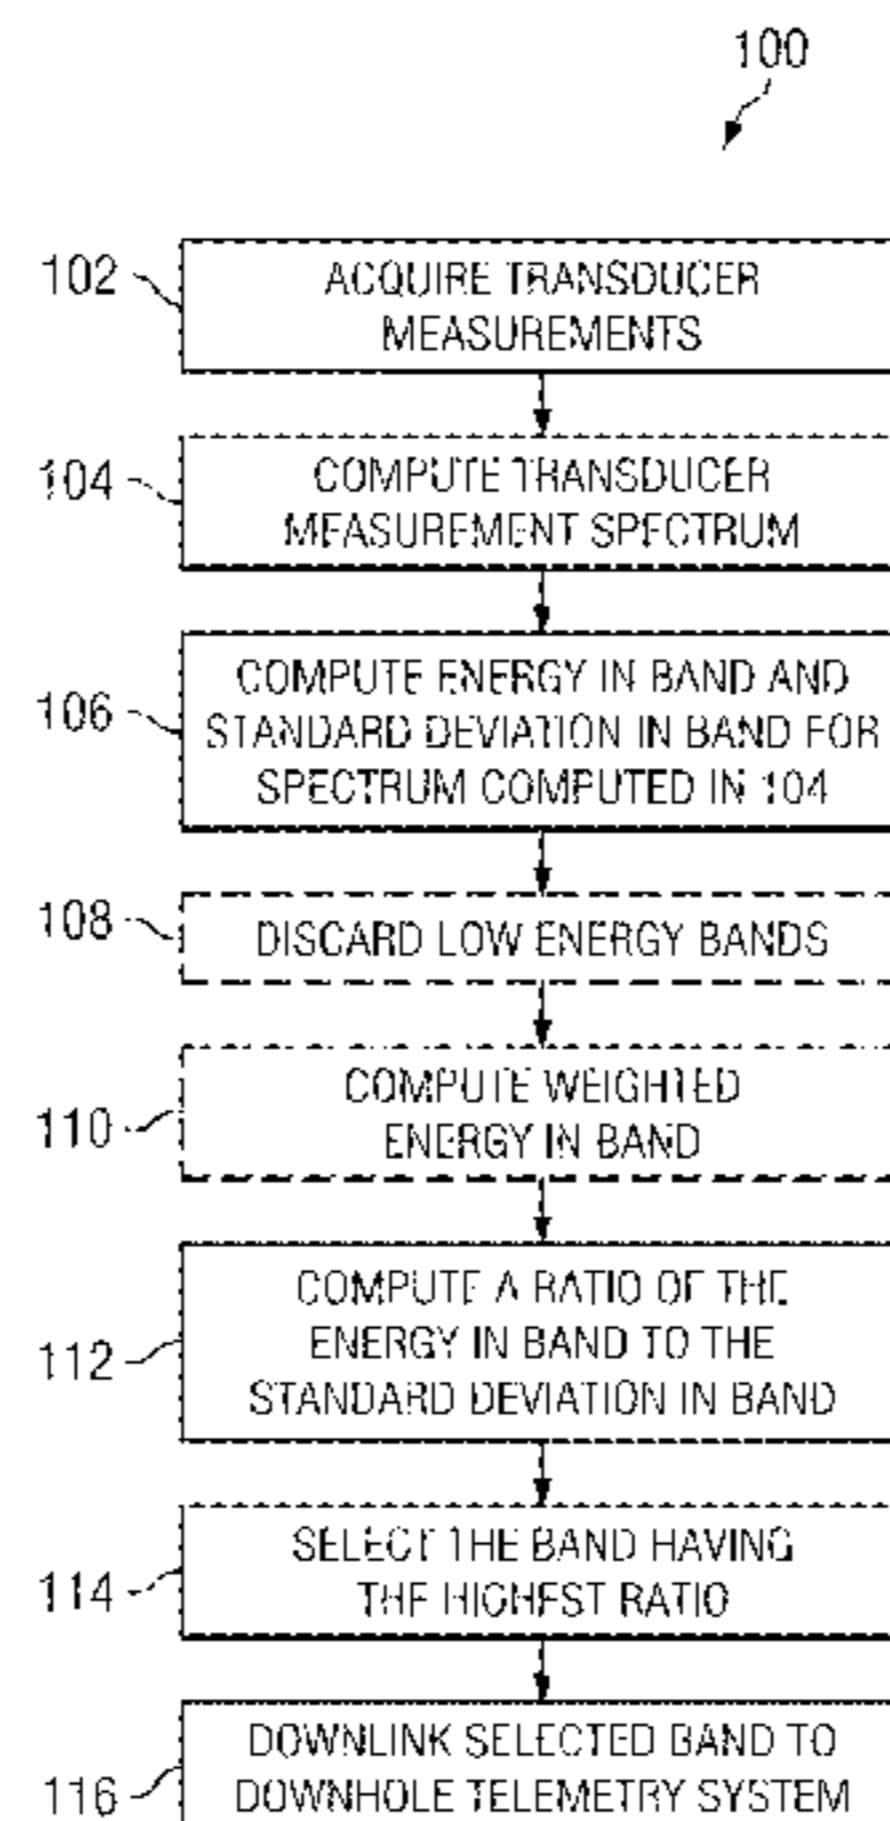 100
102
ACQUIRE TRANSDUCER
MEASUREMENTS
104
COMPUTE TRANSDUCER
MEASUREMENT SPECTRUM
106
COMPUTE ENERGY IN BAND AND
STANDARD DEVIATION IN BAND FOR
SPECTRUM COMPUTED IN 104
108
DISCARD LOW ENERGY BANDS
110
COMPUTE WEIGHTED
ENERGY IN BAND
112
COMPUTE A RATIO OF THE
ENERGY IN BAND TO THE
STANDARD DEVIATION IN BAND
114
SELECT THE BAND HAVING
THE HIGHEST RATIO
116
DOWNLINK SELECTED BAND TO
DOWNHOLE TELEMETRY SYSTEM